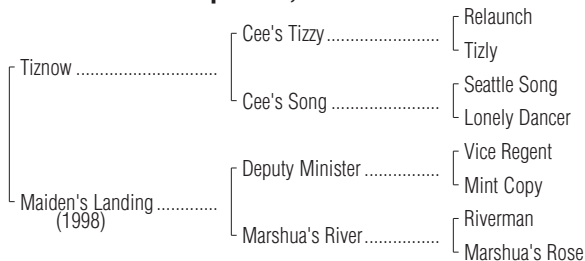 Relaunch
Cee's Tizzy
Tizly
Tiznow
Seattle Song
Cee's Song
Lonely Dancer
Vice Regent
Deputy Minister
Mint Copy
Maiden's Landing
(1998)
Riverman
Marshua's River
Marshua's Rose